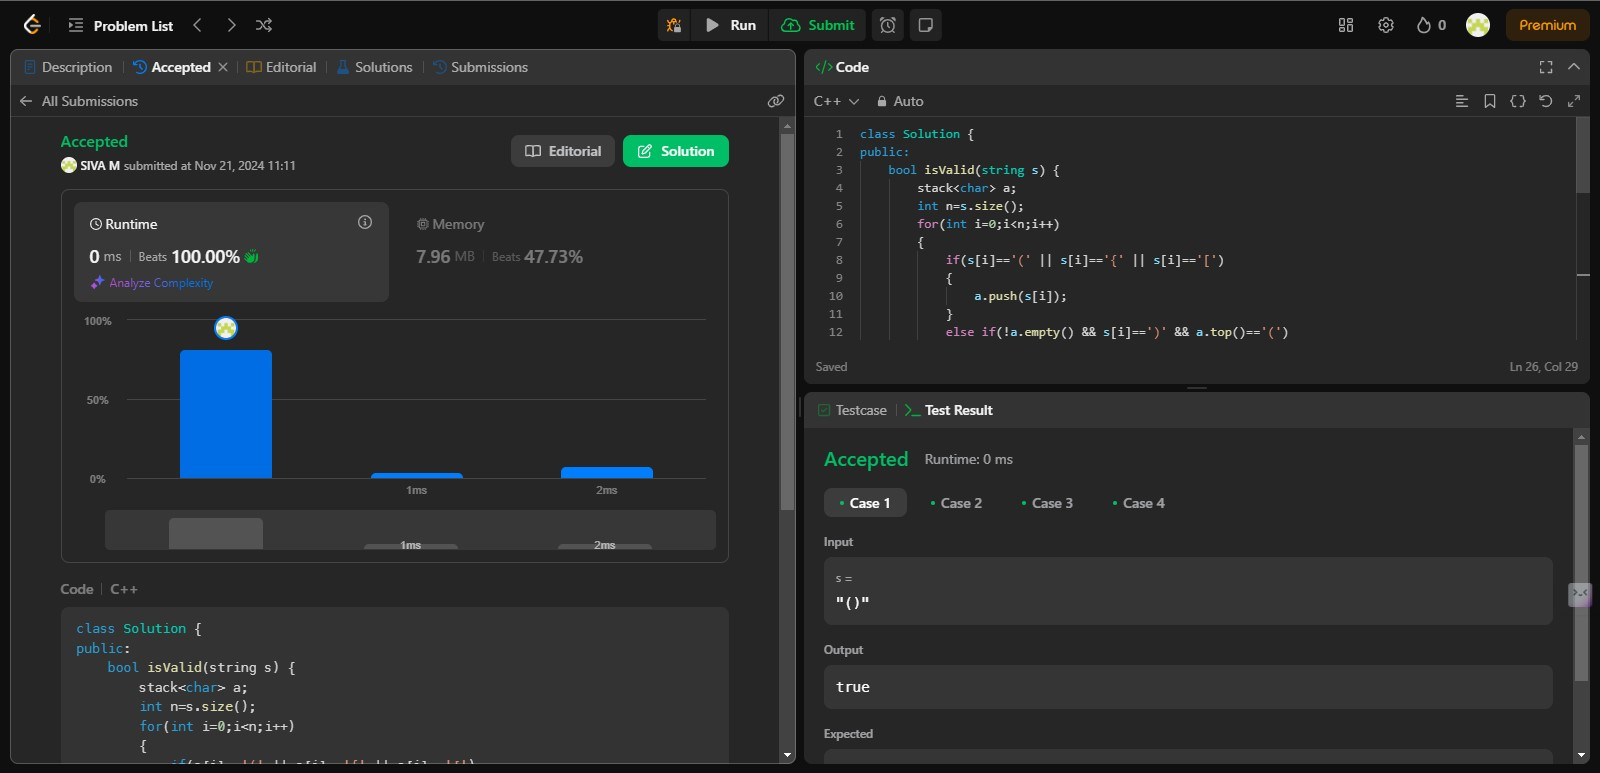 Problem List
Run
Submit
0
Premium
Description
Accepted
Editorial
Solutions
Submissions
All Submissions
Accepted
SIVA M submitted at Nov 21, 2024 11:11
Editorial
Solution
Runtime
0 ms | Beats 100.00%
Analyze Complexity
Memory
7.96 MB | Beats 47.73%
100%
50%
0%
1ms
2ms
1ms
2ms
Code | C++
class Solution {
public:
bool isValid(string s) {
stack<char> a;
int n=s.size();
for(int i=0;i<n;i++)
{
</> Code
C++
Auto
1 class Solution {
2 public:
3 bool isValid(string s) {
4 stack<char> a;
5 int n=s.size();
6 for(int i=0;i<n;i++)
7 {
8 if(s[i]=='(' || s[i]=='{' || s[i]=='[')
9 {
10 a.push(s[i]);
11 }
12 else if(!a.empty() && s[i]==')' && a.top()=='(')
Saved
Ln 26, Col 29
Testcase
Test Result
Accepted
Runtime: 0 ms
Case 1
Case 2
Case 3
Case 4
Input
s =
"()"
Output
true
Expected